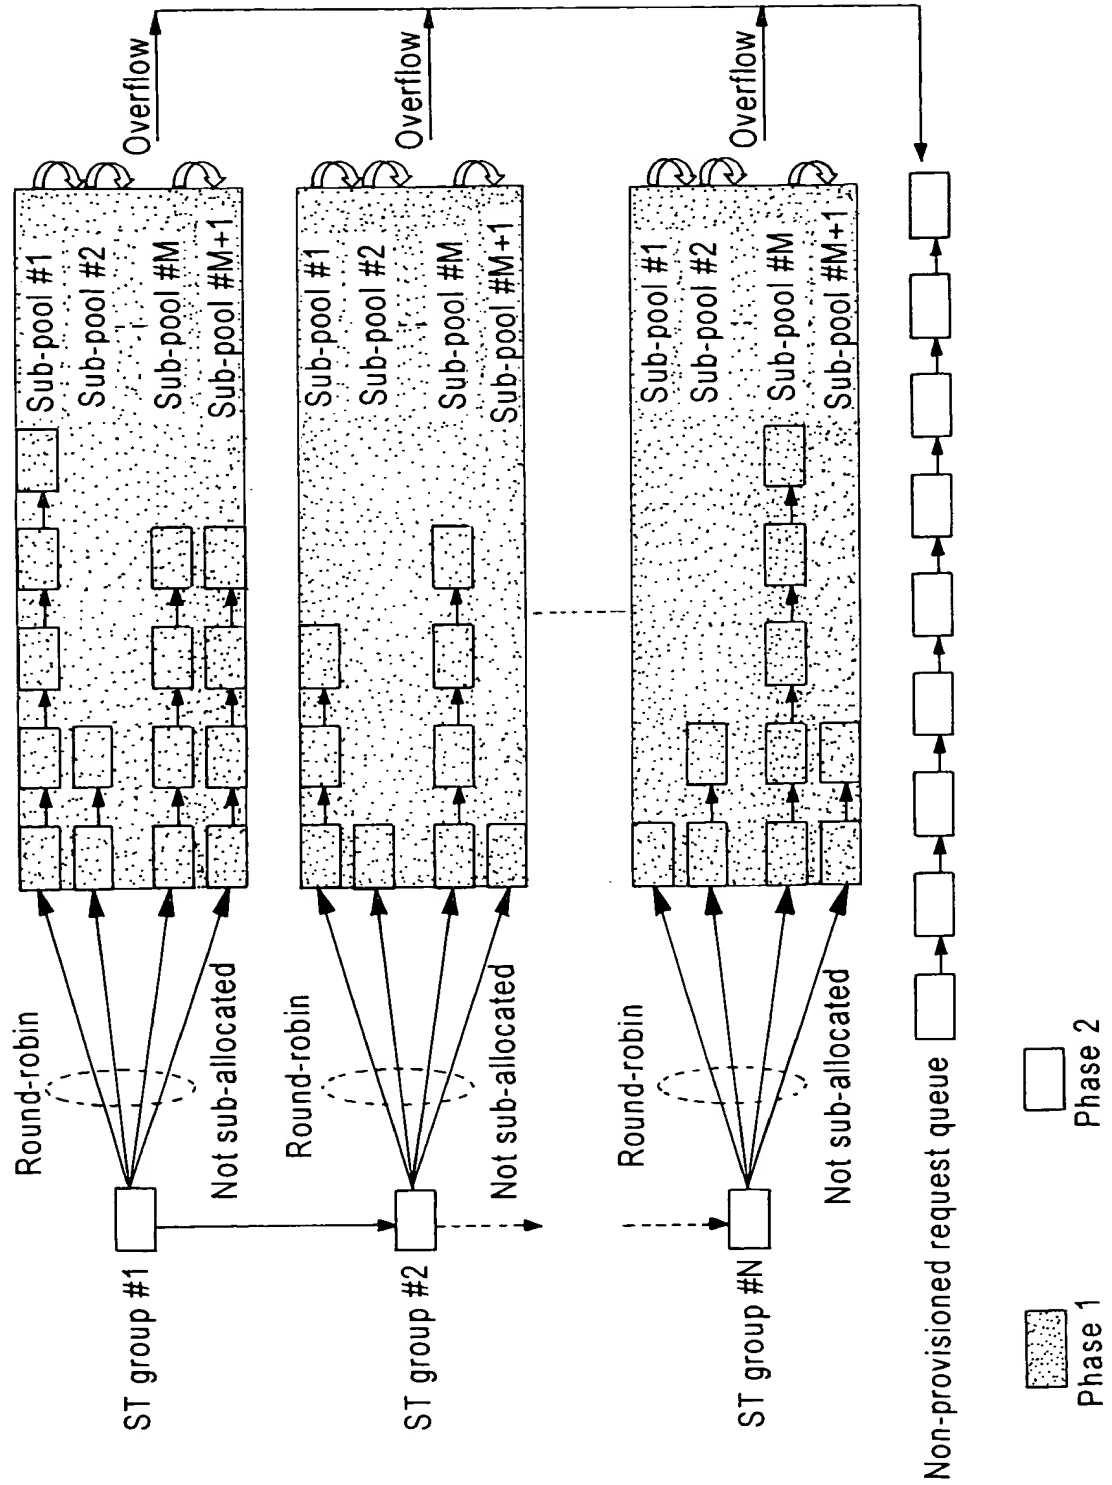 ST group #1
Round-robin
Not sub-allocated
Sub-pool #1
Sub-pool #2
Sub-pool #M
Sub-pool #M+1
Overflow
ST group #2
Round-robin
Not sub-allocated
Sub-pool #1
Sub-pool #2
Sub-pool #M
Sub-pool #M+1
Overflow
ST group #N
Round-robin
Not sub-allocated
Sub-pool #1
Sub-pool #2
Sub-pool #M
Sub-pool #M+1
Overflow
Non-provisioned request queue
Phase 1
Phase 2